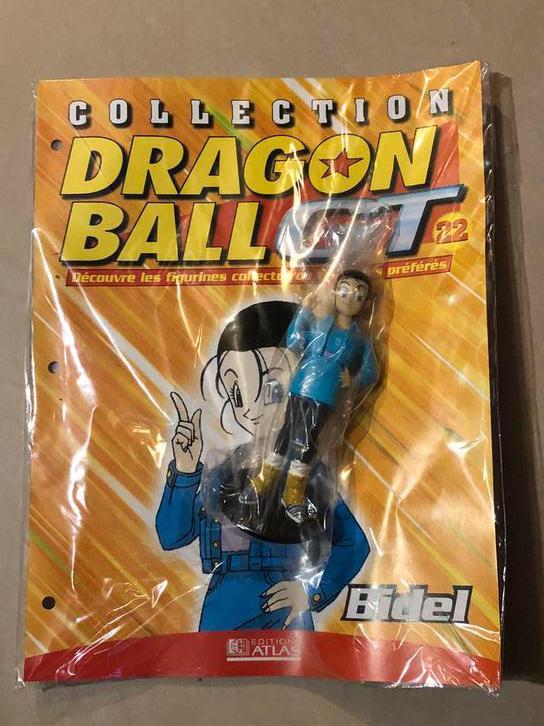 COLLECTION
DRAGON
BALL GT 22
Découvre les figurines préférés
Bidel
EDITIONS
ATLAS